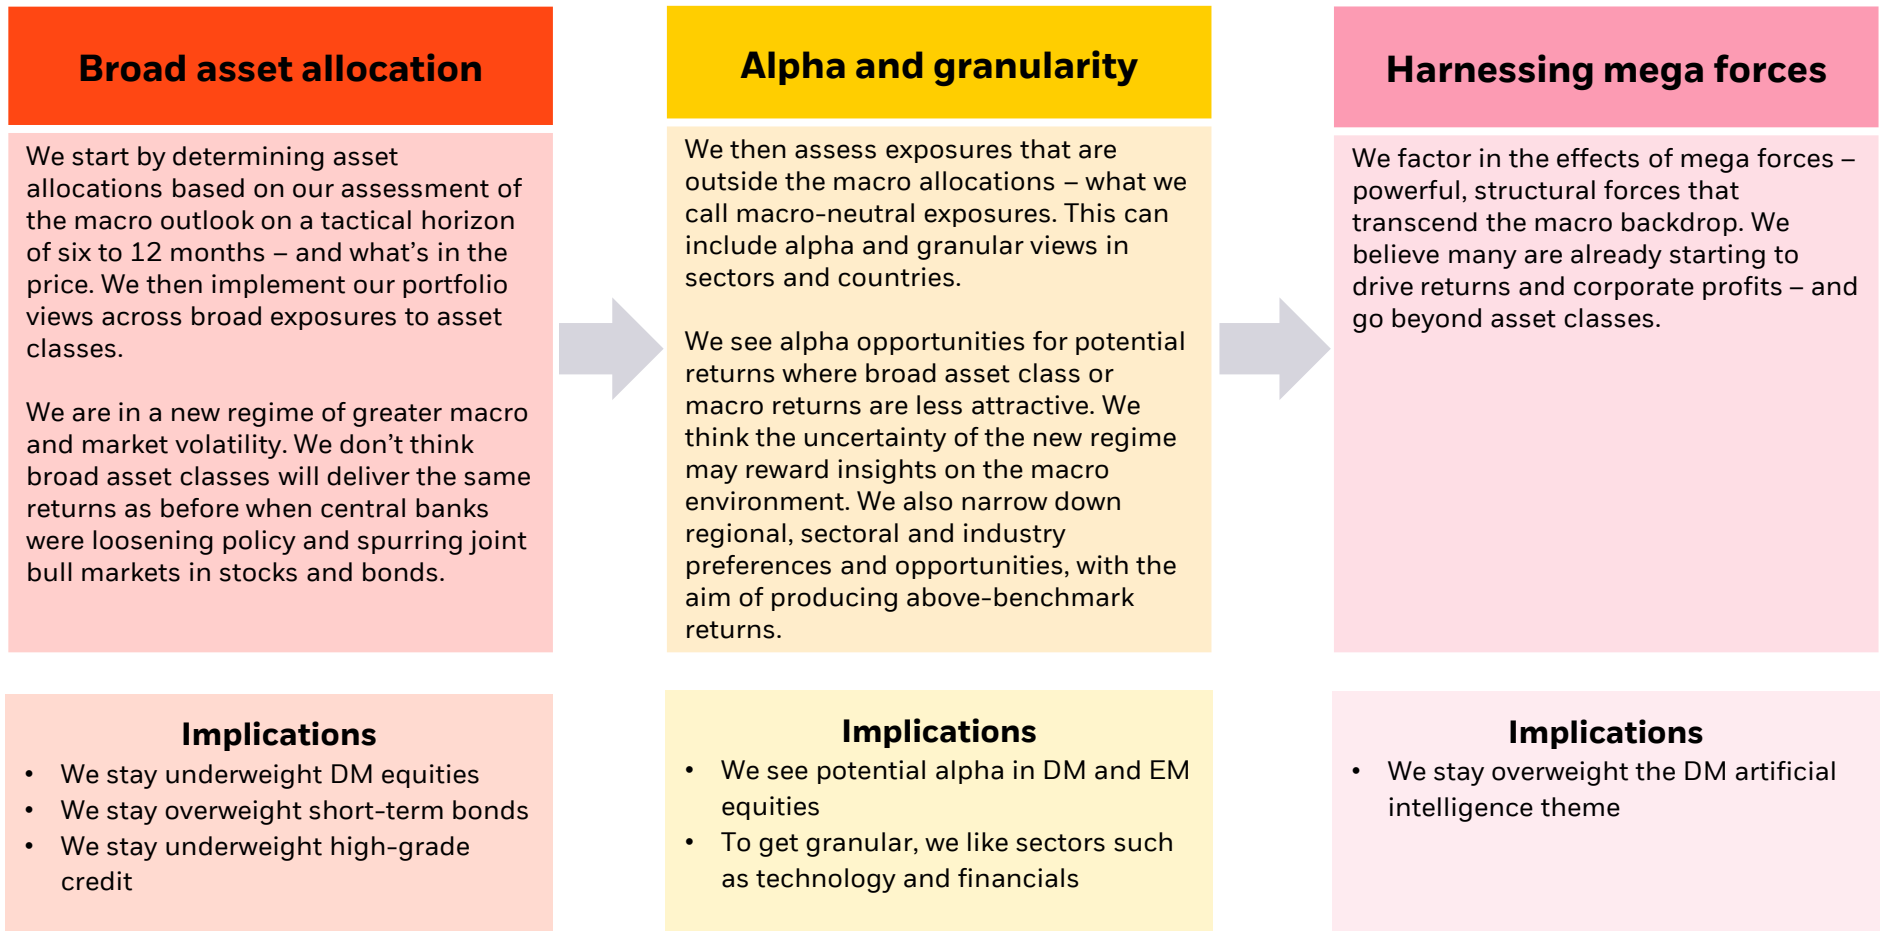 Broad asset allocation
We start by determining asset
allocations based on our assessment of
the macro outlook on a tactical horizon
of six to 12 months – and what’s in the
price. We then implement our portfolio
views across broad exposures to asset
classes.
We are in a new regime of greater macro
and market volatility. We don’t think
broad asset classes will deliver the same
returns as before when central banks
were loosening policy and spurring joint
bull markets in stocks and bonds.
Implications
• We stay underweight DM equities
• We stay overweight short-term bonds
• We stay underweight high-grade
credit
Alpha and granularity
We then assess exposures that are
outside the macro allocations – what we
call macro-neutral exposures. This can
include alpha and granular views in
sectors and countries.
We see alpha opportunities for potential
returns where broad asset class or
macro returns are less attractive. We
think the uncertainty of the new regime
may reward insights on the macro
environment. We also narrow down
regional, sectoral and industry
preferences and opportunities, with the
aim of producing above-benchmark
returns.
Implications
• We see potential alpha in DM and EM
equities
• To get granular, we like sectors such
as technology and financials
Harnessing mega forces
We factor in the effects of mega forces –
powerful, structural forces that
transcend the macro backdrop. We
believe many are already starting to
drive returns and corporate profits – and
go beyond asset classes.
Implications
• We stay overweight the DM artificial
intelligence theme